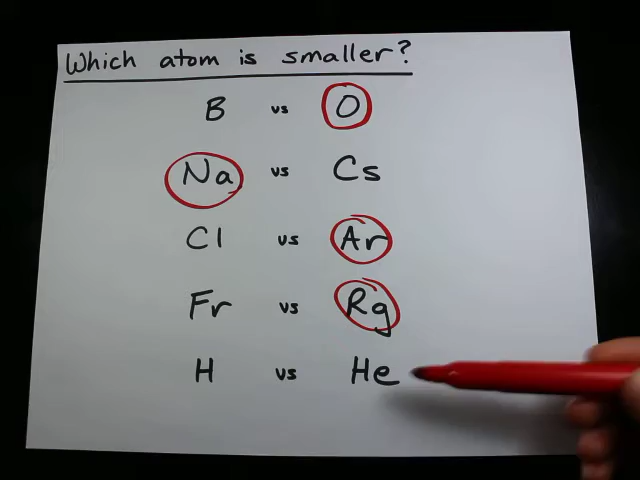 Which atom is smaller?
B vs O
Na vs Cs
Cl vs Ar
Fr vs Rg
H vs He